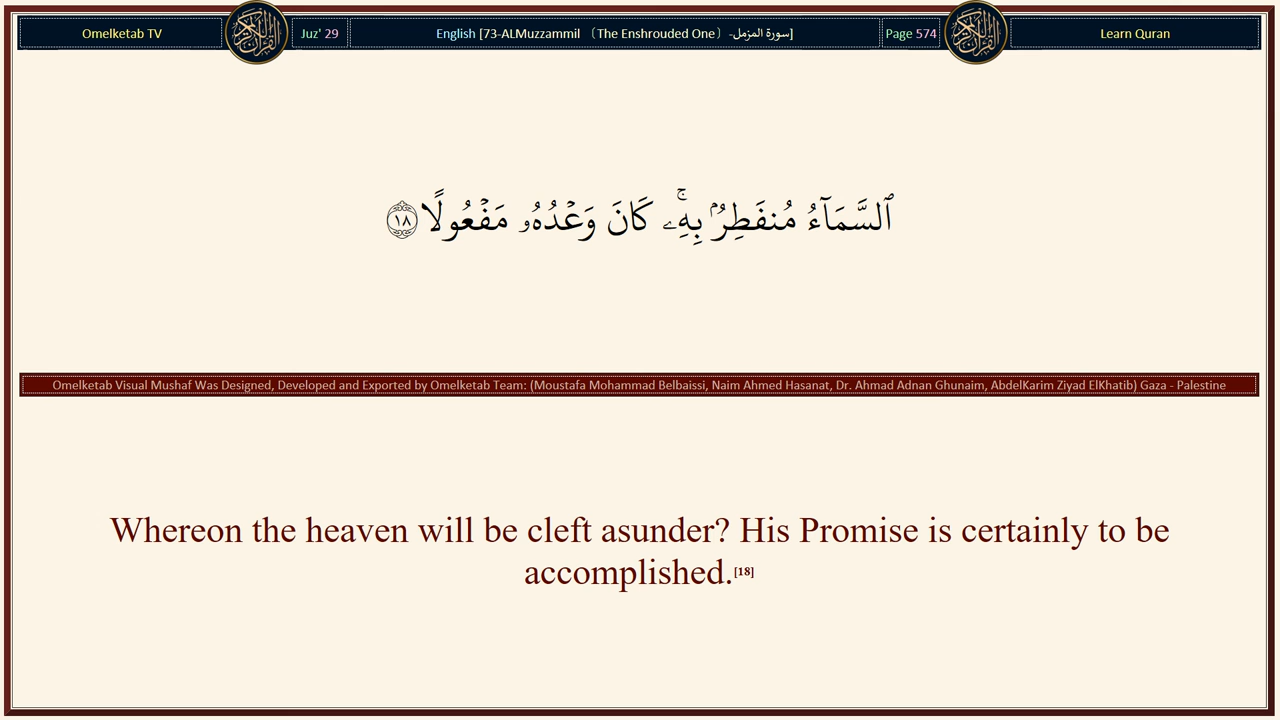 Omelketab TV
Juz' 29
English [73-ALMuzzammil （The Enshrouded One）-سورة المزمل]
Page 574
Learn Quran
ٱلسَّمَآءُ مُنفَطِرُۢ بِهِۦۚ كَانَ وَعۡدُهُۥ مَفۡعُولًا ١٨
Omelketab Visual Mushaf Was Designed, Developed and Exported by Omelketab Team: (Moustafa Mohammad Belbaissi, Naim Ahmed Hasanat, Dr. Ahmad Adnan Ghunaim, AbdelKarim Ziyad ElKhatib) Gaza - Palestine
Whereon the heaven will be cleft asunder? His Promise is certainly to be
accomplished.[18]